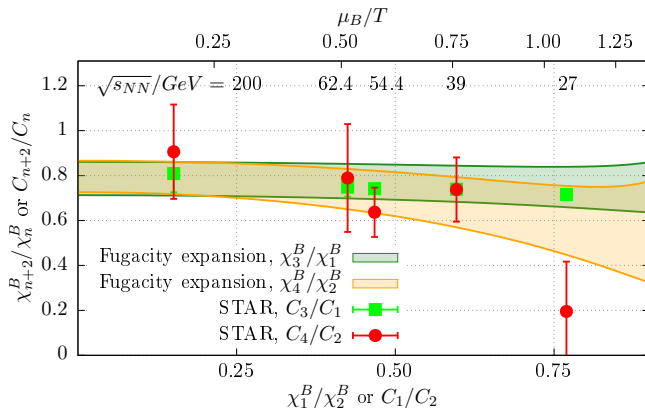 μ_B/T
0.25 0.50 0.75 1.00 1.25
√s_NN/GeV = 200 62.4 54.4 39 27
χ^B_{n+2}/χ^B_n or C_{n+2}/C_n
1.2
1
0.8
0.6
0.4
0.2
0
Fugacity expansion, χ^B_3/χ^B_1
Fugacity expansion, χ^B_4/χ^B_2
STAR, C_3/C_1
STAR, C_4/C_2
0.25 0.50 0.75
χ^B_1/χ^B_2 or C_1/C_2